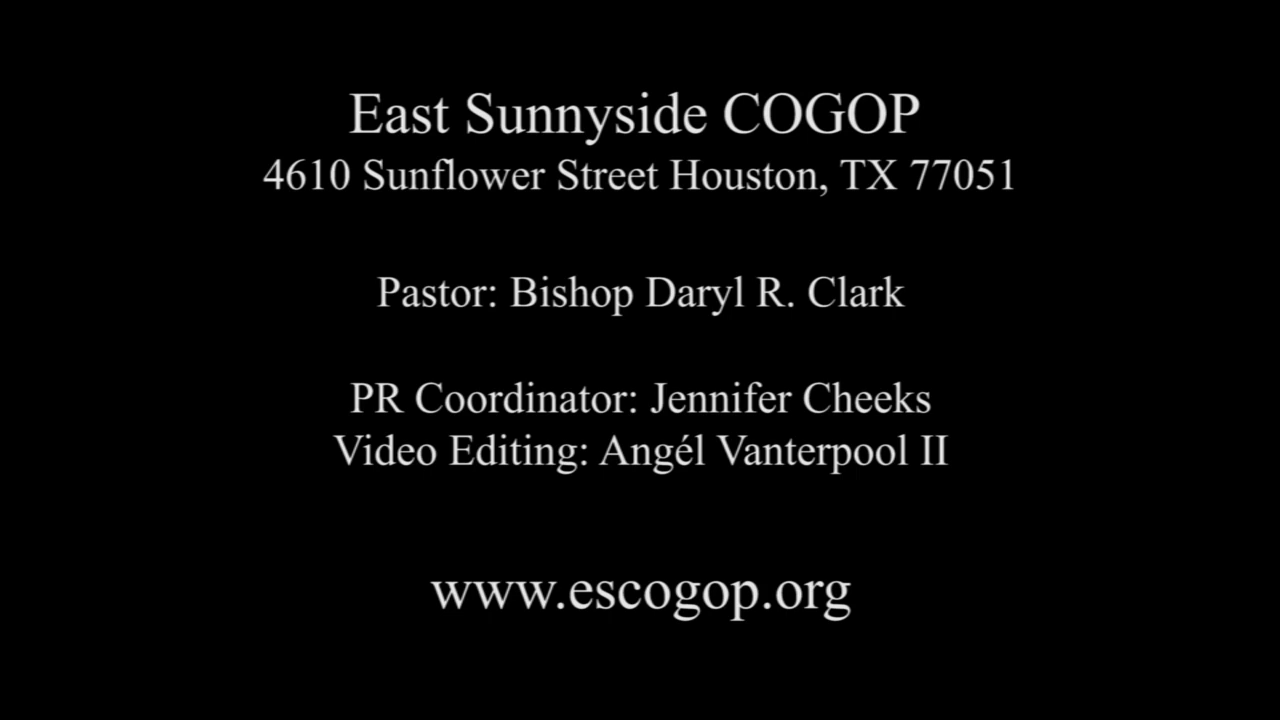 East Sunnyside COGOP
4610 Sunflower Street Houston, TX 77051
Pastor: Bishop Daryl R. Clark
PR Coordinator: Jennifer Cheeks
Video Editing: Angél Vanterpool II
www.escogop.org